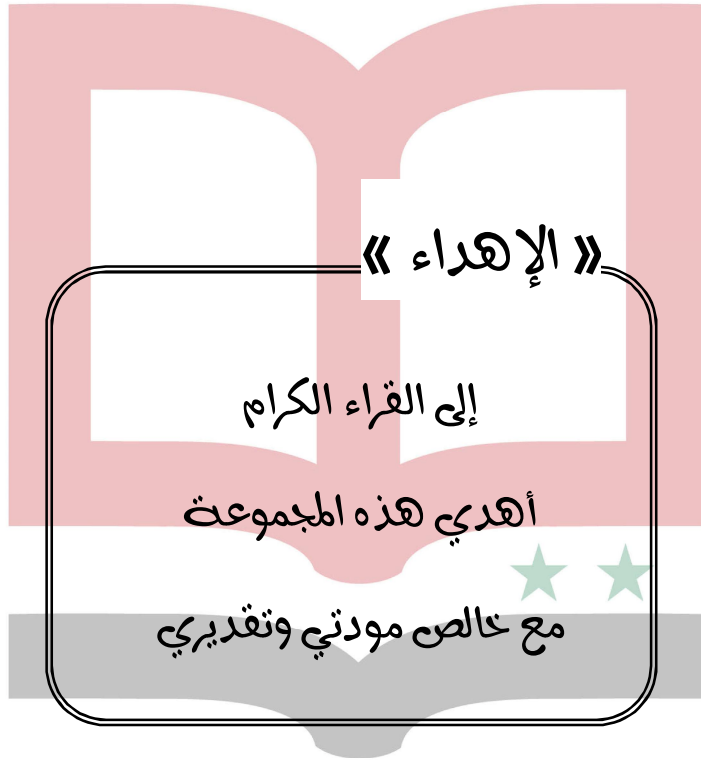 « الإهداء »
إلى القراء الكرام
أهدي هذه المجموعة
مع خالص مودتي وتقديري